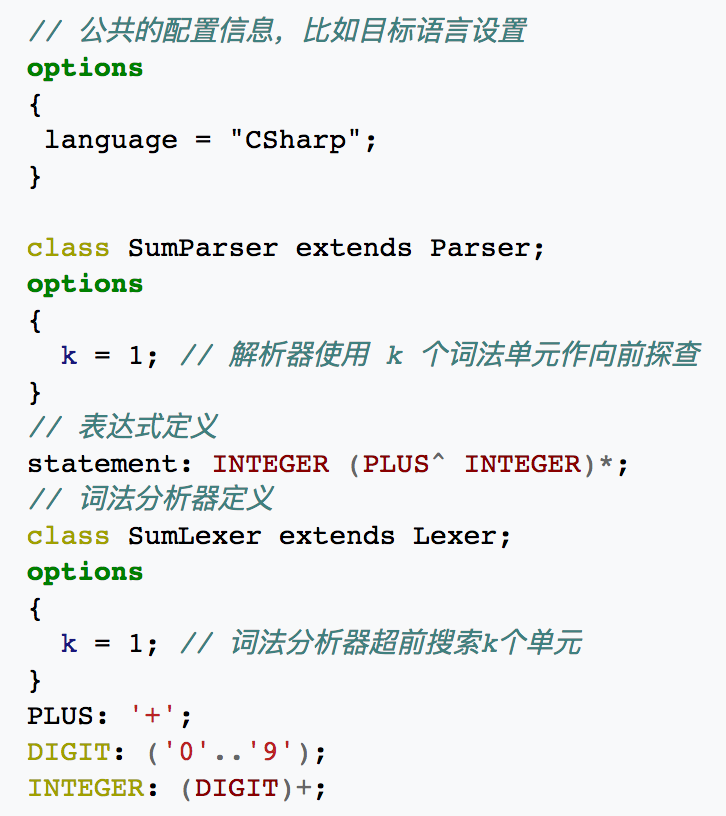 // 公共的配置信息，比如目标语言设置
options
{
 language = "CSharp";
}

class SumParser extends Parser;
options
{
  k = 1; // 解析器使用 k 个词法单元作向前探查
}
// 表达式定义
statement: INTEGER (PLUS^ INTEGER)*;
// 词法分析器定义
class SumLexer extends Lexer;
options
{
  k = 1; // 词法分析器超前搜索k个单元
}
PLUS: '+';
DIGIT: ('0'..'9');
INTEGER: (DIGIT)+;